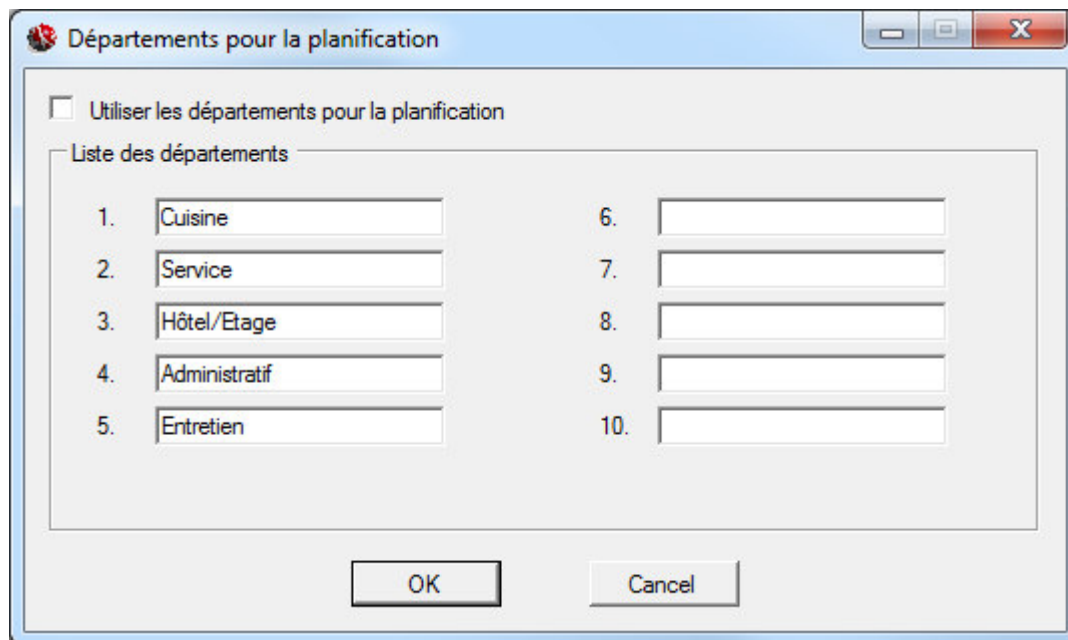 Départements pour la planification
Utiliser les départements pour la planification
Liste des départements
1. Cuisine
2. Service
3. Hôtel/Etage
4. Administratif
5. Entretien
6.
7.
8.
9.
10.
OK Cancel